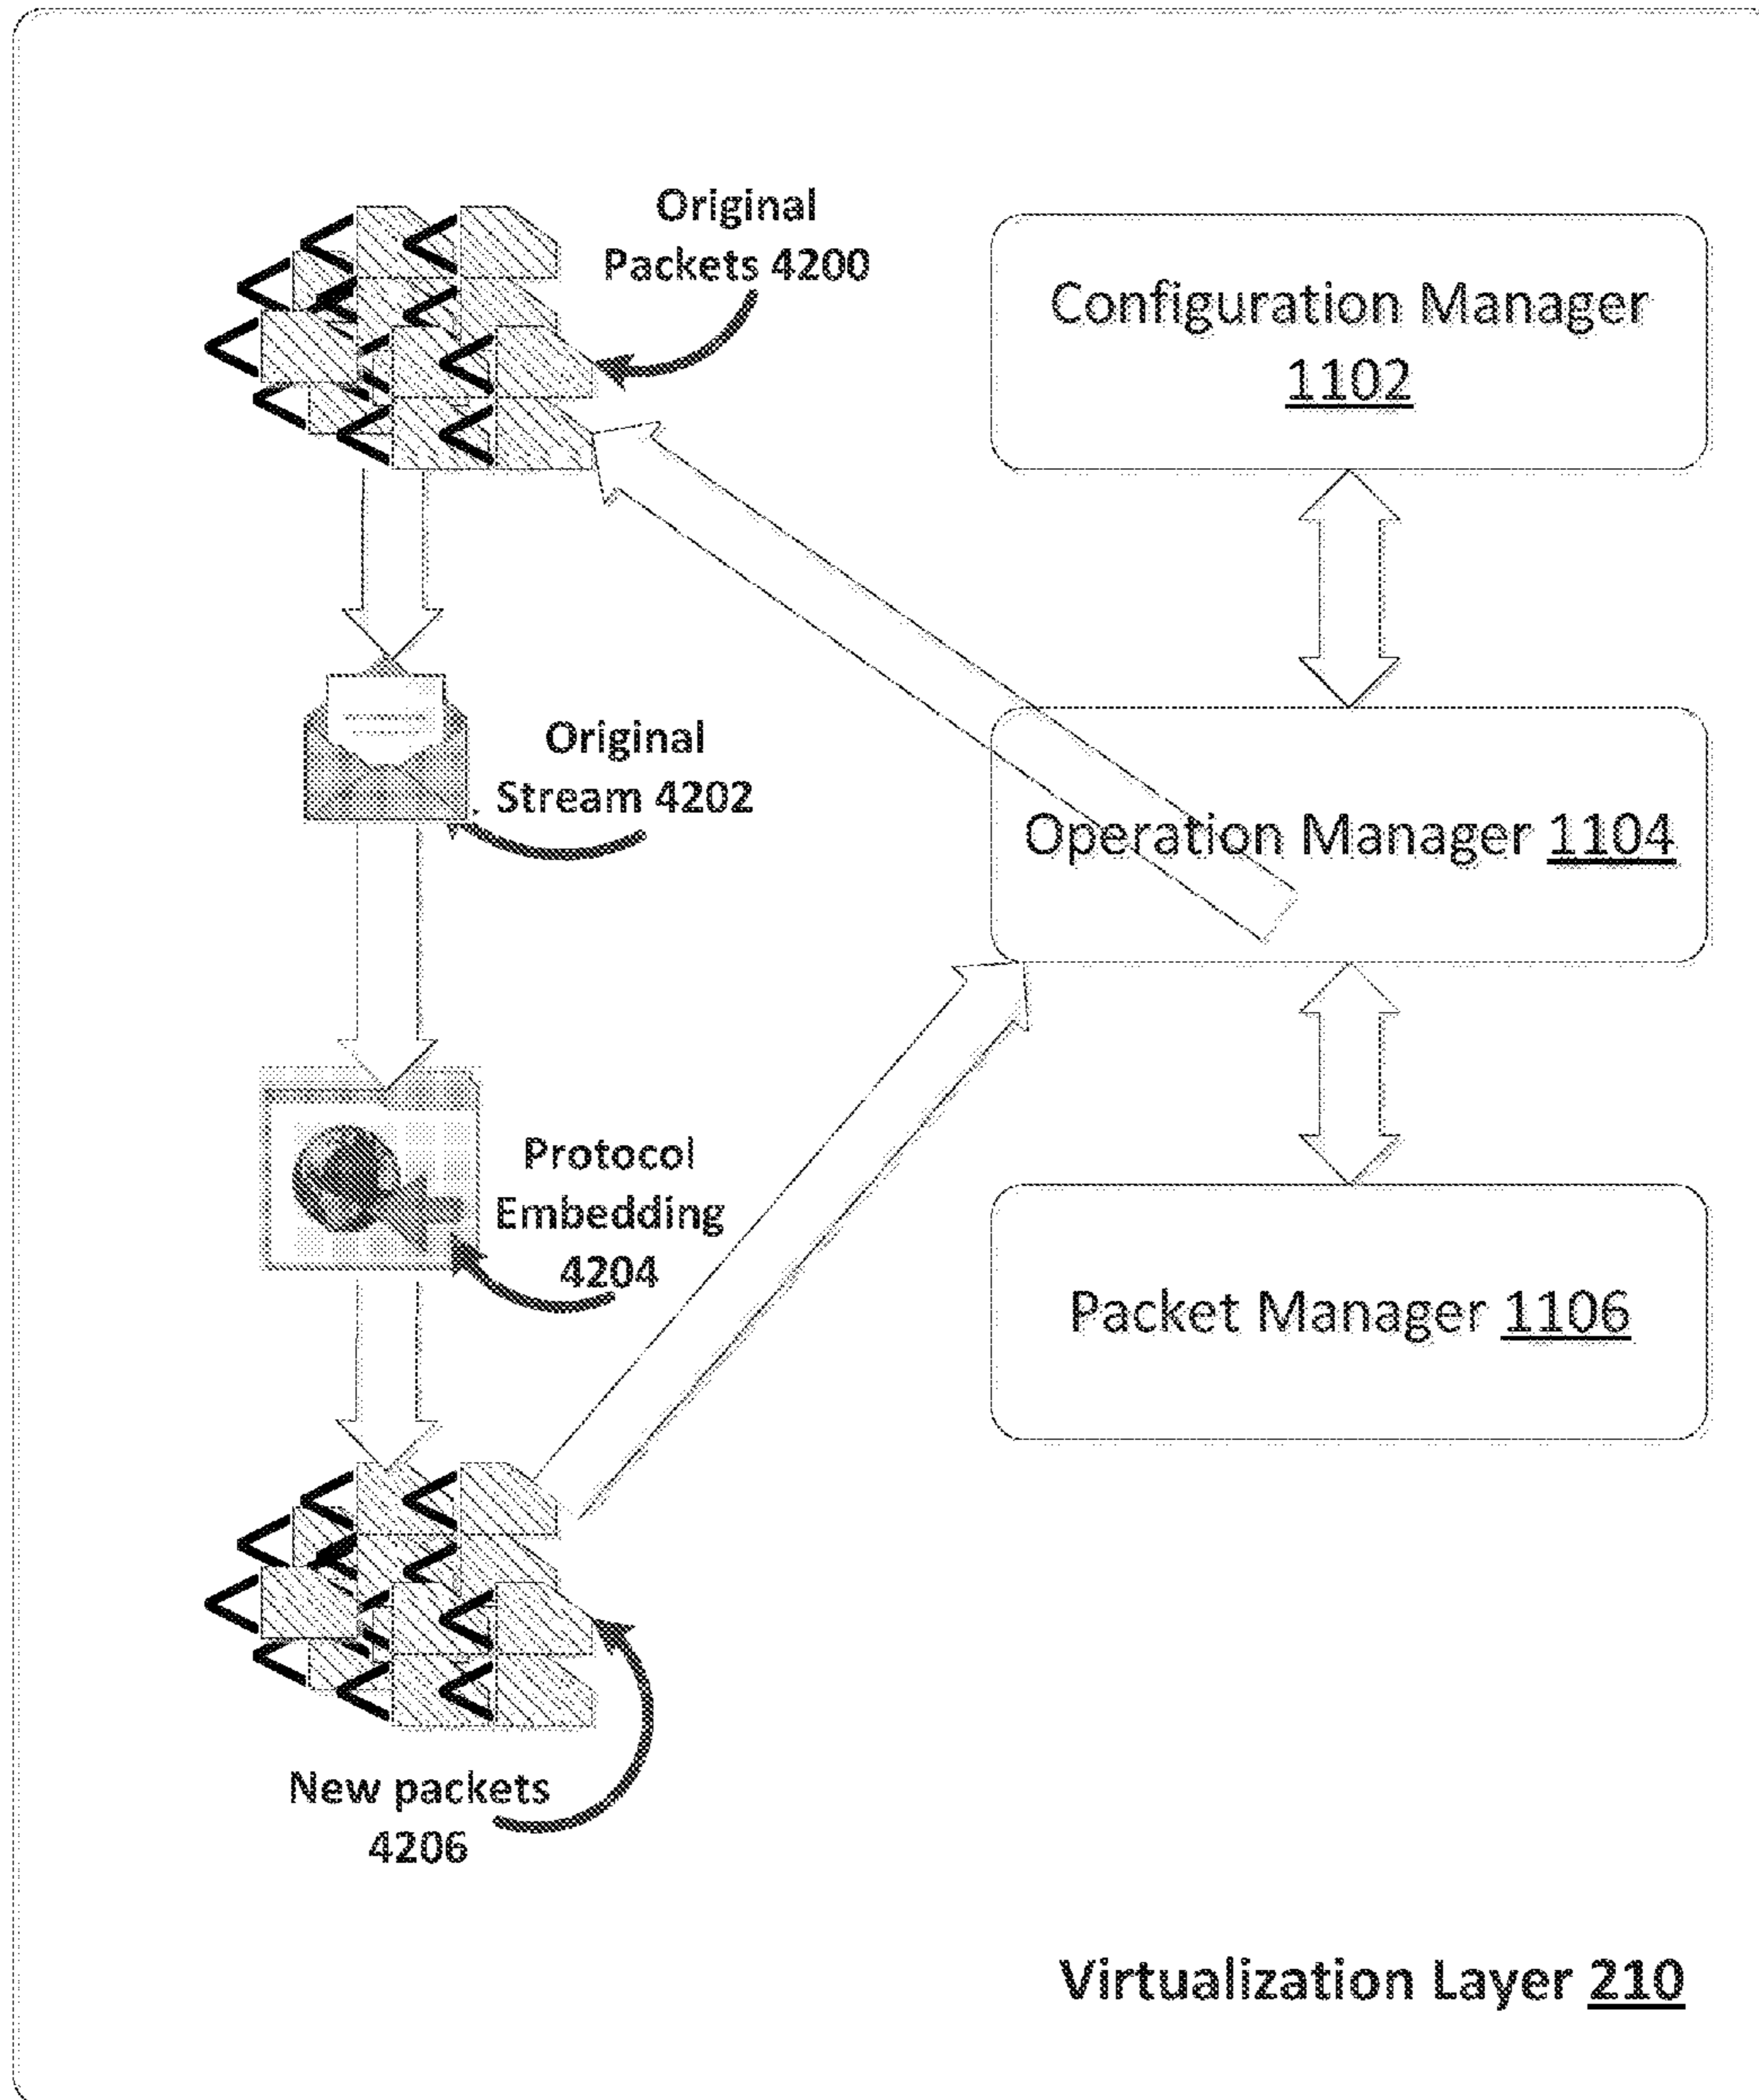 Original
Packets 4200
Configuration Manager
1102
Original
Stream 4202
Operation Manager 1104
Protocol
Embedding
4204
Packet Manager 1106
New packets
4206
Virtualization Layer 210